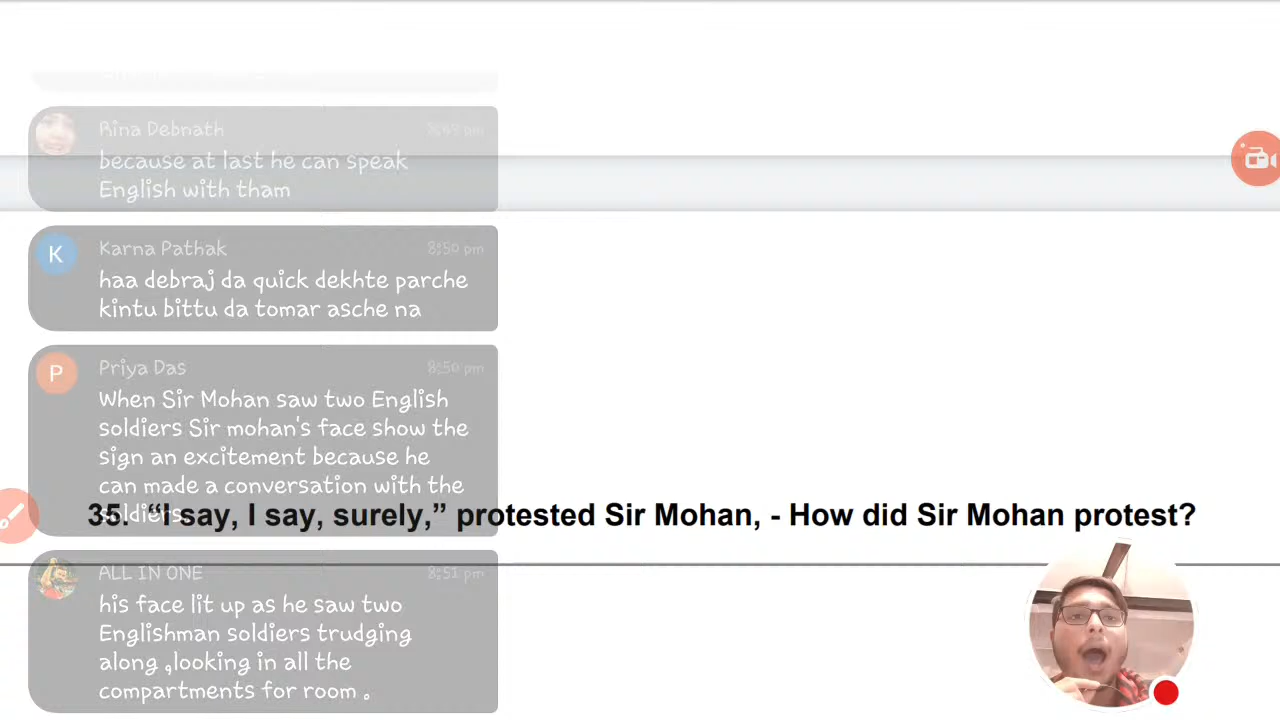 Rina Debnath 8:49 pm
because at last he can speak
English with tham
K
Karna Pathak 8:50 pm
haa debraj da quick dekhte parche
kintu bittu da tomar asche na
P
Priya Das 8:50 pm
When Sir Mohan saw two English
soldiers Sir mohan's face show the
sign an excitement because he
can made a conversation with the
soldiers.
35. “I say, I say, surely,” protested Sir Mohan, - How did Sir Mohan protest?
ALL IN ONE 8:51 pm
his face lit up as he saw two
Englishman soldiers trudging
along ,looking in all the
compartments for room .